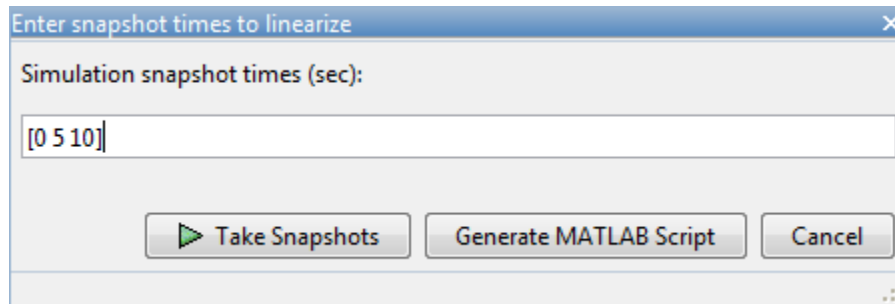 Enter snapshot times to linearize
Simulation snapshot times (sec):
[0 5 10]
Take Snapshots Generate MATLAB Script Cancel